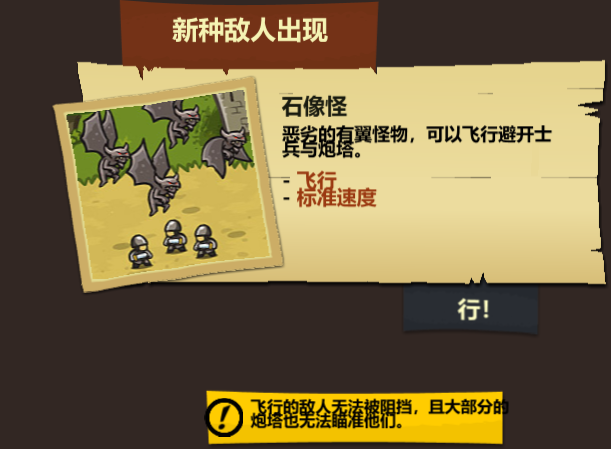 新种敌人出现
石像怪
恶劣的有翼怪物，可以飞行避开士
兵与炮塔。
- 飞行
- 标准速度
行！
飞行的敌人无法被阻挡，且大部分的
炮塔也无法瞄准他们。